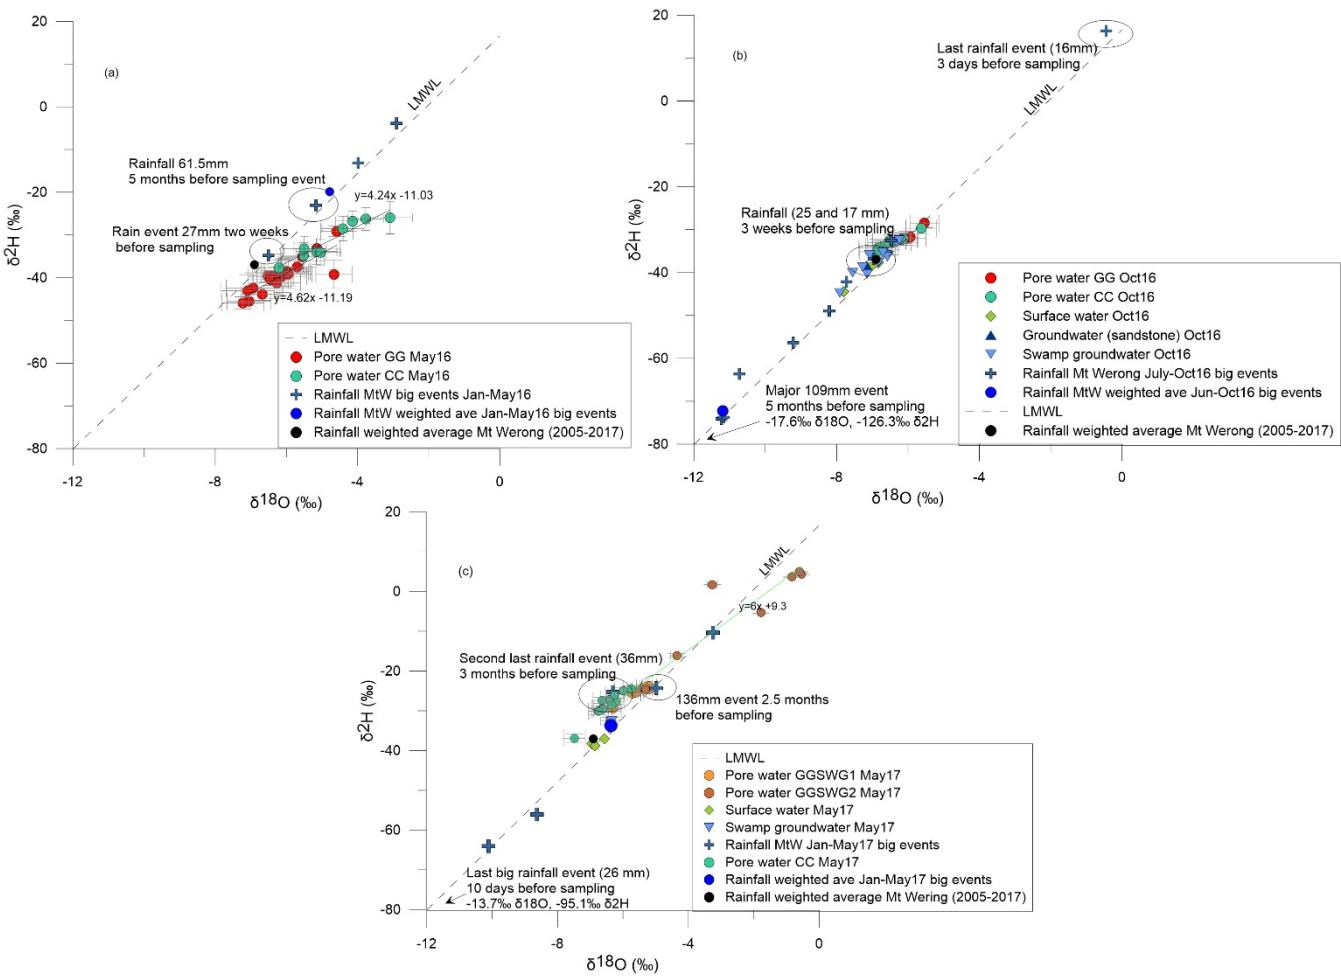 (a)
20
0
-20
-40
-60
-80
δ2H (‰)
LMWL
Rainfall 61.5mm
5 months before sampling event
y=4.24x -11.03
Rain event 27mm two weeks
before sampling
y=4.62x -11.19
LMWL
Pore water GG May16
Pore water CC May16
Rainfall MtW big events Jan-May16
Rainfall MtW weighted ave Jan-May16 big events
Rainfall weighted average Mt Werong (2005-2017)
-12
-8
-4
0
δ18O (‰)
(b)
20
0
-20
-40
-60
-80
δ2H (‰)
Last rainfall event (16mm)
3 days before sampling
LMWL
Rainfall (25 and 17 mm)
3 weeks before sampling
Major 109mm event
5 months before sampling
-17.6‰ δ18O, -126.3‰ δ2H
Pore water GG Oct16
Pore water CC Oct16
Surface water Oct16
Groundwater (sandstone) Oct16
Swamp groundwater Oct16
Rainfall Mt Werong July-Oct16 big events
Rainfall MtW weighted ave Jun-Oct16 big events
LMWL
Rainfall weighted average Mt Werong (2005-2017)
-12
-8
-4
0
δ18O (‰)
(c)
20
0
-20
-40
-60
-80
δ2H (‰)
LMWL
y=6x +9.3
Second last rainfall event (36mm)
3 months before sampling
136mm event 2.5 months
before sampling
Last big rainfall event (26 mm)
10 days before sampling
-13.7‰ δ18O, -95.1‰ δ2H
LMWL
Pore water GGSWG1 May17
Pore water GGSWG2 May17
Surface water May17
Swamp groundwater May17
Rainfall MtW Jan-May17 big events
Pore water CC May17
Rainfall weighted ave Jan-May17 big events
Rainfall weighted average Mt Wering (2005-2017)
-12
-8
-4
0
δ18O (‰)